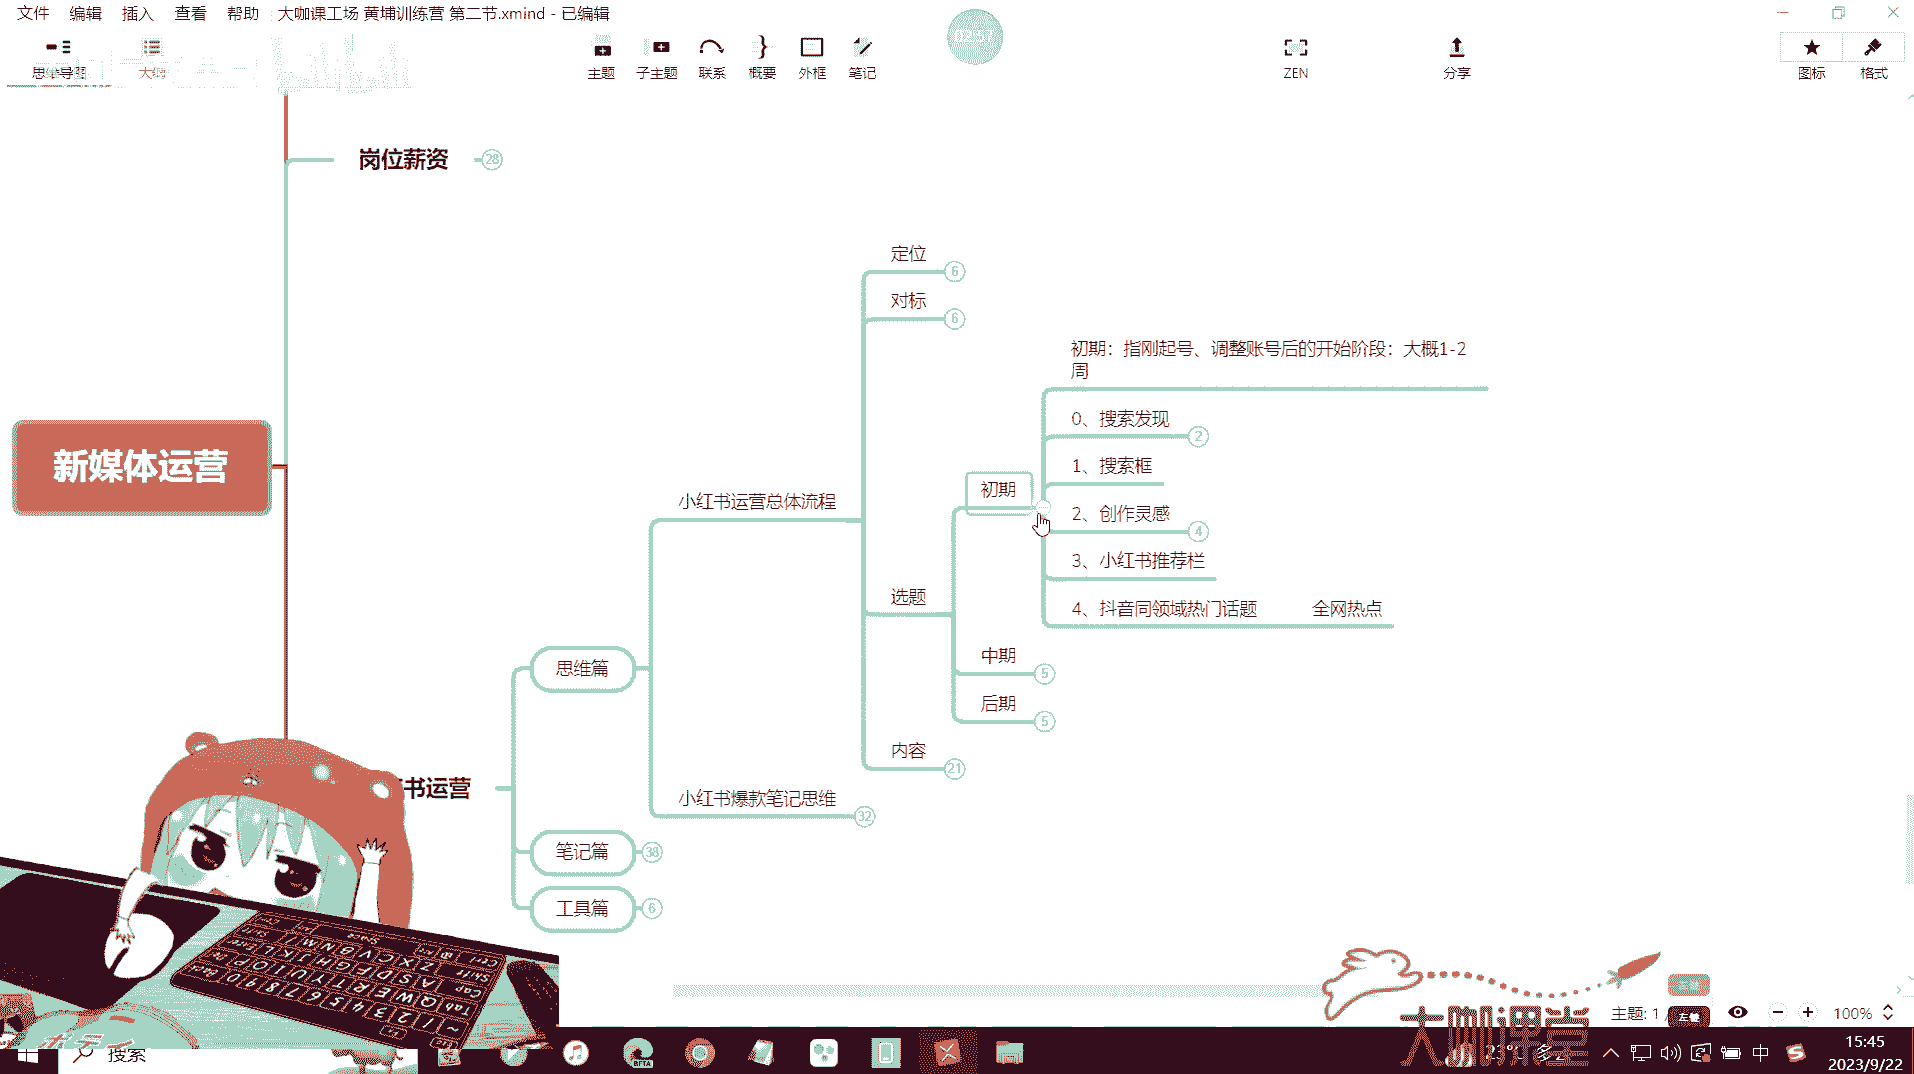 文件 编辑 插入 查看 帮助 大咖课工场 黄埔训练营 第二节.xmind - 已编辑
思维导图 大纲 主题 子主题 联系 概要 外框 笔记 ZEN 分享 图标 格式
岗位薪资 28
定位 6
对标 6
初期：指刚起号、调整账号后的开始阶段：大概1-2
周
0、搜索发现 2
1、搜索框
新媒体运营
初期
小红书运营总体流程
2、创作灵感 4
3、小红书推荐栏
选题
4、抖音同领域热门话题 全网热点
中期 5
思维篇
后期 5
内容 21
书运营
小红书爆款笔记思维 32
笔记篇 38
工具篇 6
主题: 1
100%
大咖课堂
搜索
BETA
23°C
中
15:45
2023/9/22